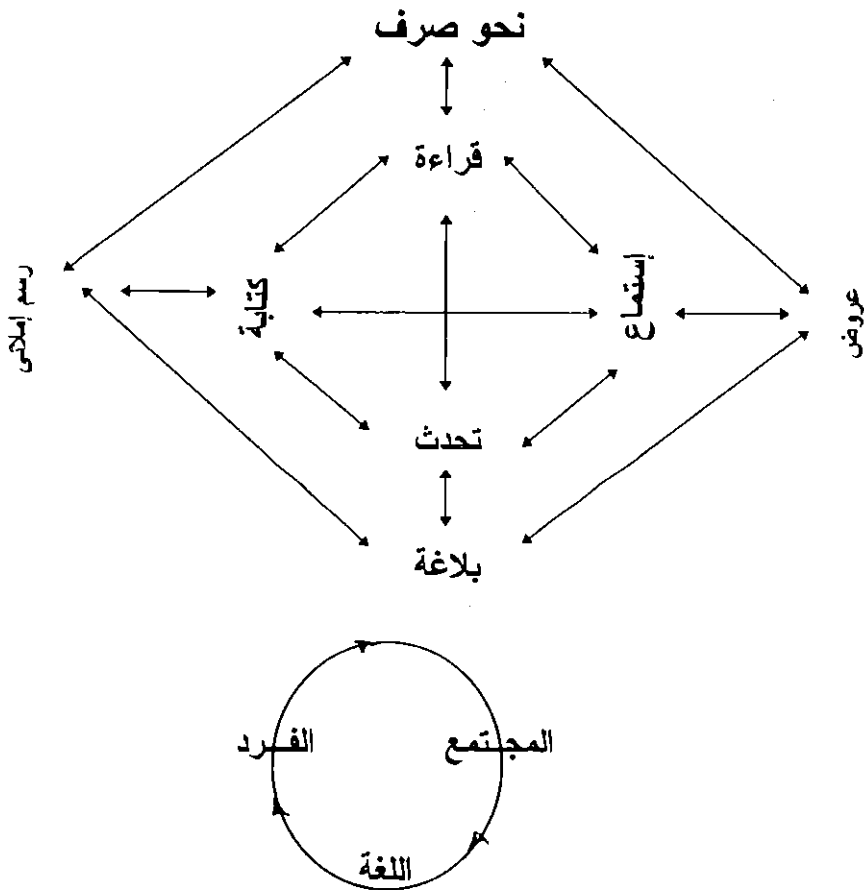 نحو صرف
قراءة
إستماع
عروض
كتابة
رسم إملائى
تحدث
بلاغة
المجتمع
الفرد
اللغة